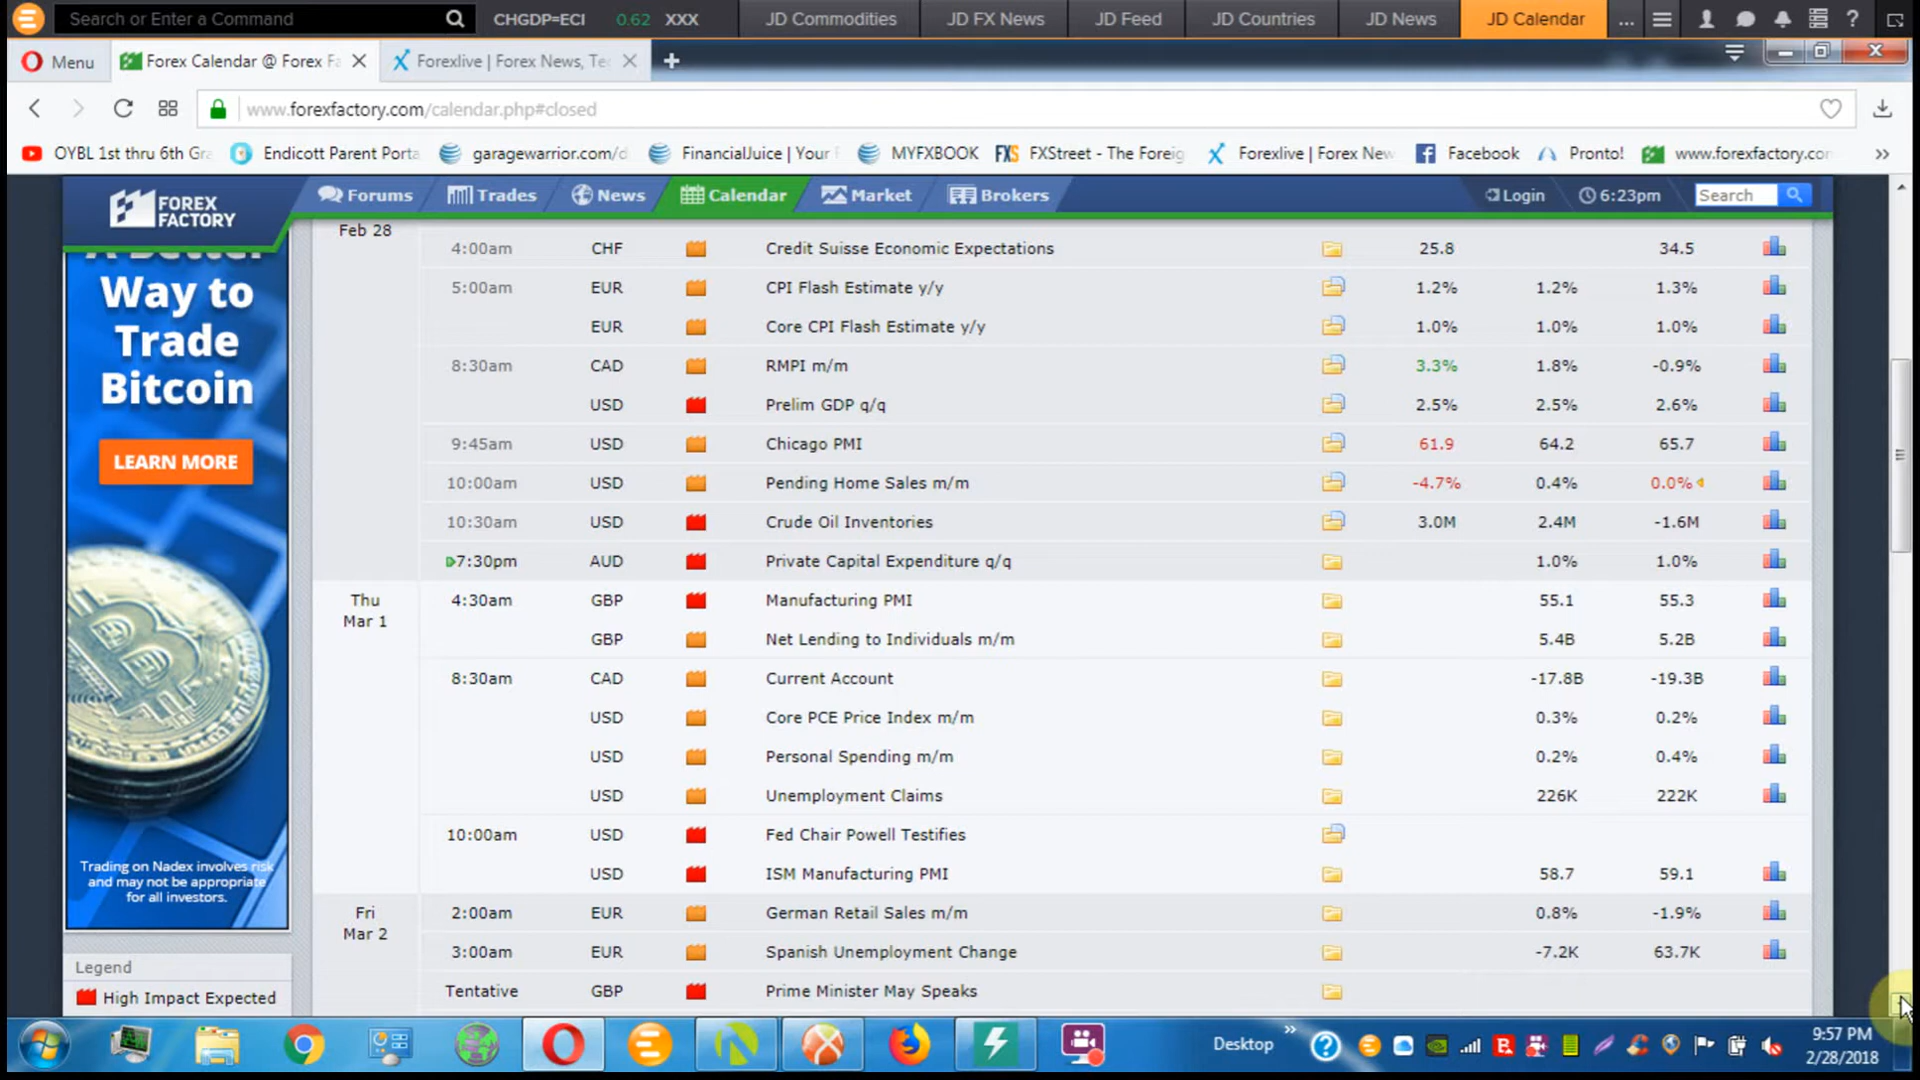 Search or Enter a Command CHGDP=ECI 0.62 XXX JD Commodities JD FX News JD Feed JD Countries JD News JD Calendar ... ?
Menu Forex Calendar @ Forex Fa Forexlive | Forex News, Tec
www.forexfactory.com/calendar.php#closed
OYBL 1st thru 6th Gra Endicott Parent Porta garagewarrior.com/d FinancialJuice | Your MYFXBOOK FXS FXStreet - The Foreig Forexlive | Forex New Facebook Pronto! www.forexfactory.con »
FOREX FACTORY Forums Trades News Calendar Market Brokers Login 6:23pm Search
Feb 28
4:00am CHF Credit Suisse Economic Expectations 25.8 34.5
5:00am EUR CPI Flash Estimate y/y 1.2% 1.2% 1.3%
EUR Core CPI Flash Estimate y/y 1.0% 1.0% 1.0%
8:30am CAD RMPI m/m 3.3% 1.8% -0.9%
USD Prelim GDP q/q 2.5% 2.5% 2.6%
9:45am USD Chicago PMI 61.9 64.2 65.7
10:00am USD Pending Home Sales m/m -4.7% 0.4% 0.0%
10:30am USD Crude Oil Inventories 3.0M 2.4M -1.6M
7:30pm AUD Private Capital Expenditure q/q 1.0% 1.0%
Thu
Mar 1
4:30am GBP Manufacturing PMI 55.1 55.3
GBP Net Lending to Individuals m/m 5.4B 5.2B
8:30am CAD Current Account -17.8B -19.3B
USD Core PCE Price Index m/m 0.3% 0.2%
USD Personal Spending m/m 0.2% 0.4%
USD Unemployment Claims 226K 222K
10:00am USD Fed Chair Powell Testifies
USD ISM Manufacturing PMI 58.7 59.1
Fri
Mar 2
2:00am EUR German Retail Sales m/m 0.8% -1.9%
3:00am EUR Spanish Unemployment Change -7.2K 63.7K
Tentative GBP Prime Minister May Speaks
A Better
Way to
Trade
Bitcoin
LEARN MORE
Trading on Nadex involves risk
and may not be appropriate
for all investors.
Legend
High Impact Expected
Desktop » 9:57 PM
2/28/2018